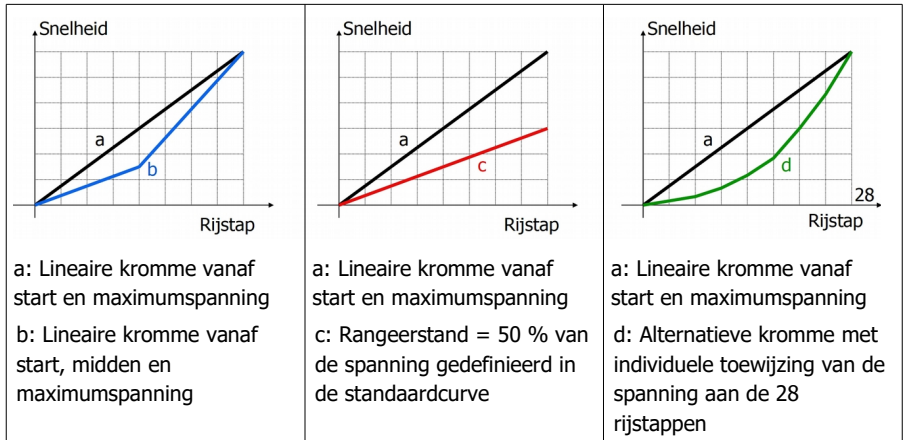 Snelheid
a
b
Rijstap
a: Lineaire kromme vanaf
start en maximumspanning
b: Lineaire kromme vanaf
start, midden en
maximumspanning
Snelheid
a
c
Rijstap
a: Lineaire kromme vanaf
start en maximumspanning
c: Rangeerstand = 50 % van
de spanning gedefinieerd in
de standaardcurve
Snelheid
a
d
28
Rijstap
a: Lineaire kromme vanaf
start en maximumspanning
d: Alternatieve kromme met
individuele toewijzing van de
spanning aan de 28
rijstappen